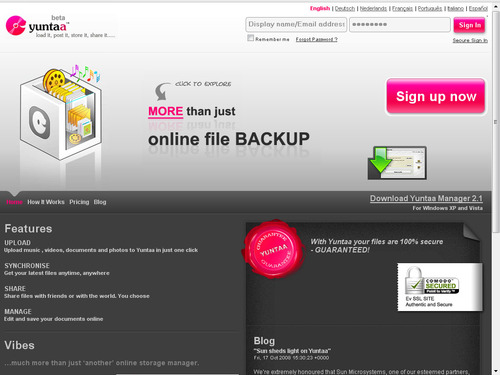 English | Deutsch | Nederlands | Français | Português | Italiano | Español
beta
yuntaa™
load it, post it, store it, share it.....
Display name/Email address
Sign In
Remember me
Forgot Password ?
Secure Sign In
CLICK TO EXPLORE
MORE than just
online file BACKUP
Sign up now
Download Yuntaa Manager 2.1
For Windows XP and Vista
Home
How It Works
Pricing
Blog
Features
UPLOAD
Upload music , videos, documents and photos to Yuntaa in just one click
SYNCHRONISE
Get your latest files anytime, anywhere
SHARE
Share files with friends or with the world. You choose
MANAGE
Edit and save your documents online
Vibes
...much more than just 'another' online storage manager.
GUARANTEE
YUNTAA
GUARANTEE
With Yuntaa your files are 100% secure
- GUARANTEED!
COMODO
SECURED
Point to Verify
Ev SSL SITE
Authentic and Secure
Blog
"Sun sheds light on Yuntaa"
Fri, 17 Oct 2008 15:30:23 +0000
We're extremely honoured that Sun Microsystems, one of our esteemed partners,